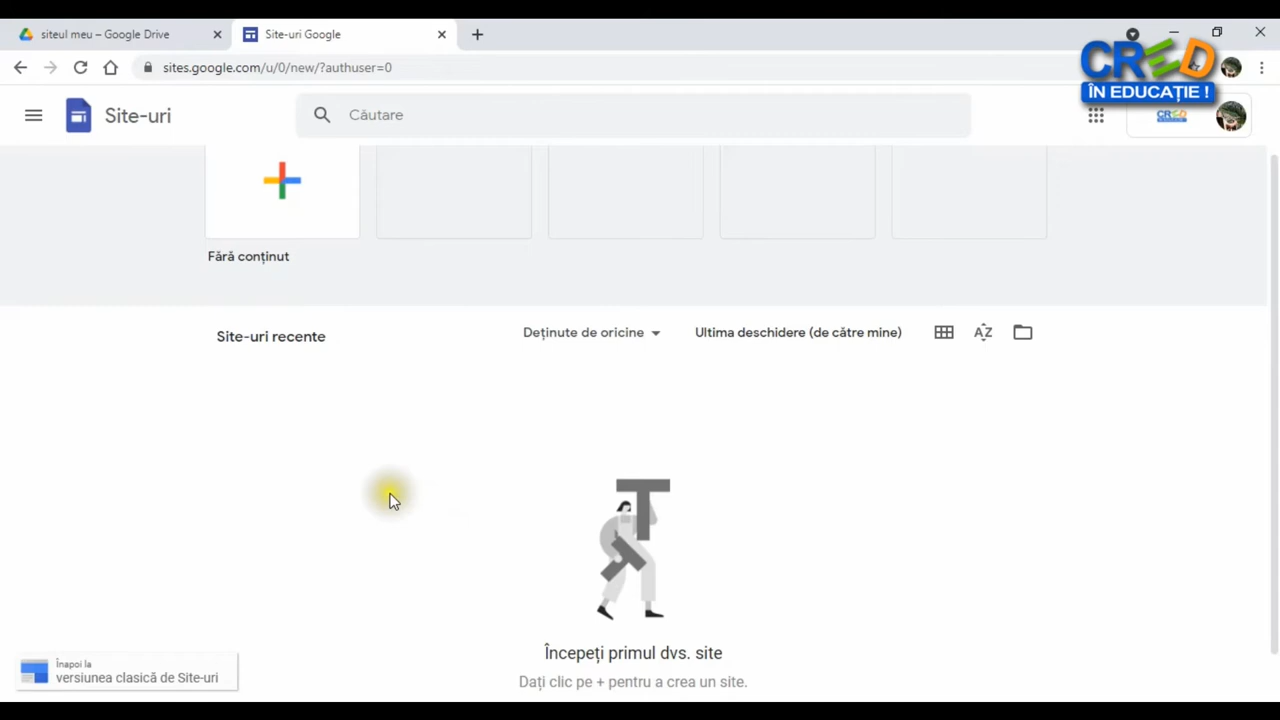 siteul meu – Google Drive
Site-uri Google
sites.google.com/u/0/new/?authuser=0
CRED
ÎN EDUCAȚIE !
Site-uri
Căutare
CRED
Fără conținut
Site-uri recente
Deținute de oricine
Ultima deschidere (de către mine)
AZ
Începeți primul dvs. site
Dați clic pe + pentru a crea un site.
Înapoi la
versiunea clasică de Site-uri